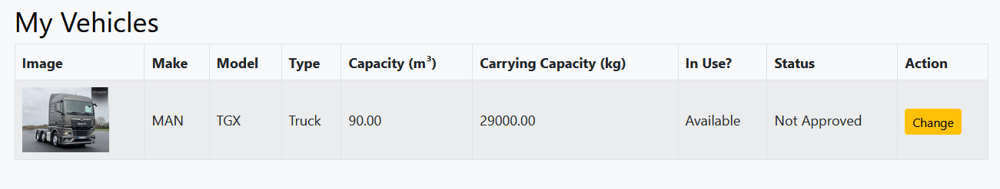 My Vehicles
Image Make Model Type Capacity (m³) Carrying Capacity (kg) In Use? Status Action
MAN TGX Truck 90.00 29000.00 Available Not Approved Change